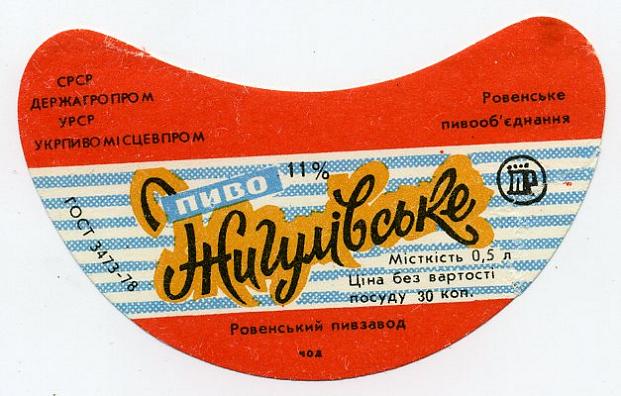 СРСР
ДЕРЖАГРОПРОМ
УРСР
УКРПИВОМІСЦЕВПРОМ
Ровенське
пивооб'єднання
пиво 11%
Жигулівське
ГОСТ 3473-78
Місткість 0,5 л
Ціна без вартості
посуду 30 коп.
Ровенський пивзавод